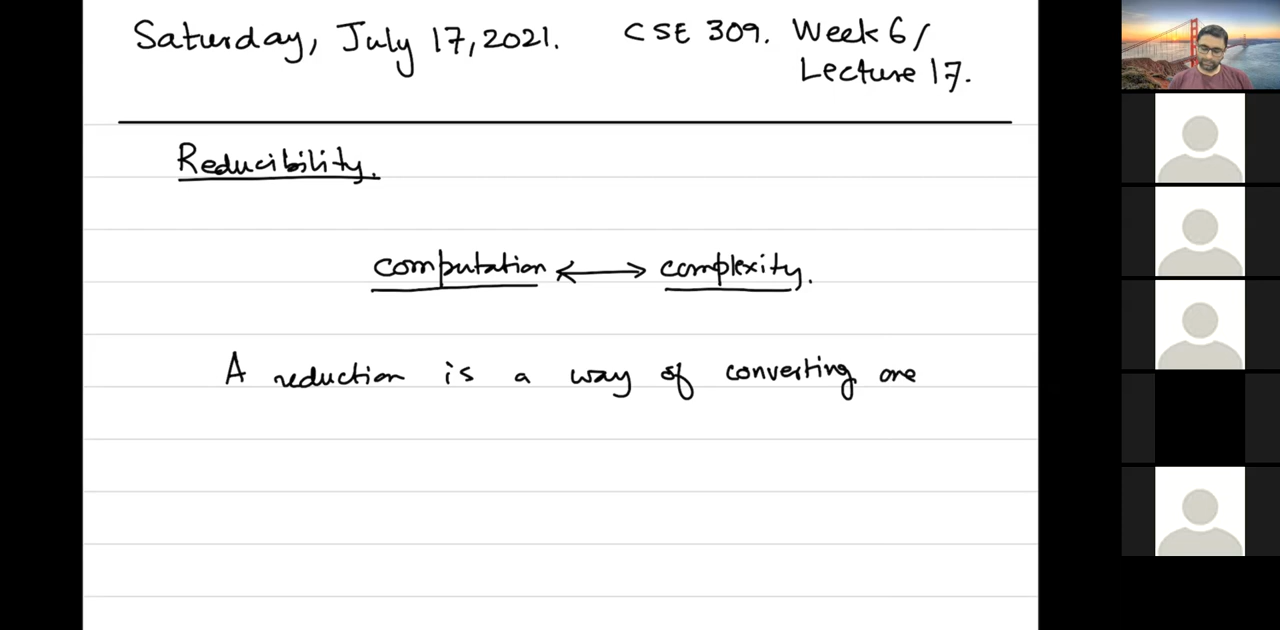 Saturday, July 17, 2021. CSE 309. Week 6/
Lecture 17.
Reducibility.
computation ⟷ complexity.
A reduction is a way of converting one